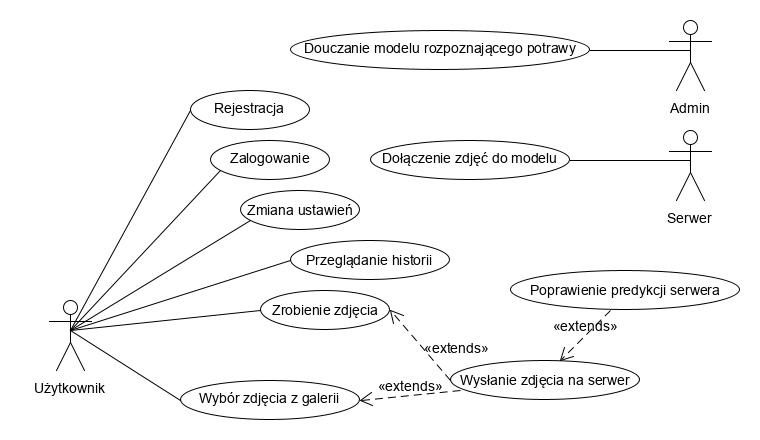 Douczanie modelu rozpoznającego potrawy
Admin
Rejestracja
Zalogowanie
Dołączenie zdjęć do modelu
Zmiana ustawień
Serwer
Przeglądanie historii
Poprawienie predykcji serwera
Zrobienie zdjęcia
«extends»
«extends»
Użytkownik
Wysłanie zdjęcia na serwer
«extends»
Wybór zdjęcia z galerii